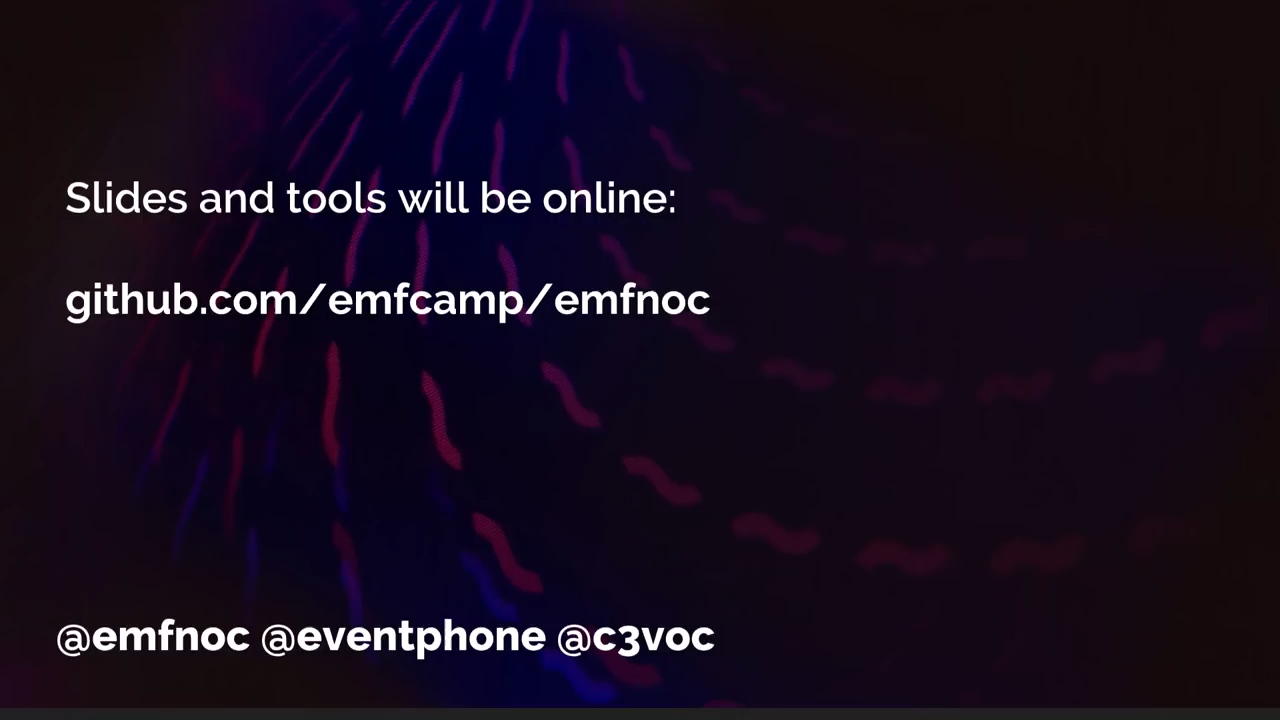 Slides and tools will be online:
github.com/emfcamp/emfnoc
@emfnoc @eventphone @c3voc